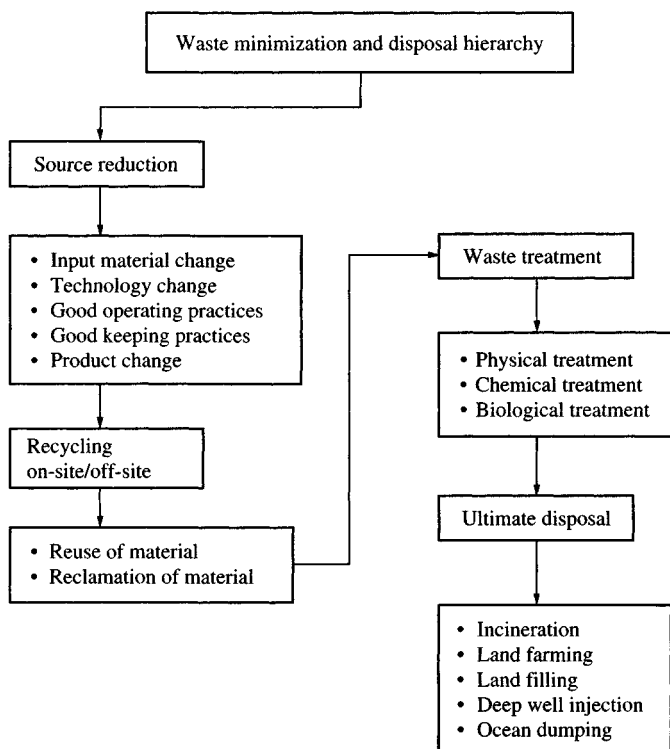 Waste minimization and disposal hierarchy
Source reduction
• Input material change
• Technology change
• Good operating practices
• Good keeping practices
• Product change
Recycling
on-site/off-site
• Reuse of material
• Reclamation of material
Waste treatment
• Physical treatment
• Chemical treatment
• Biological treatment
Ultimate disposal
• Incineration
• Land farming
• Land filling
• Deep well injection
• Ocean dumping